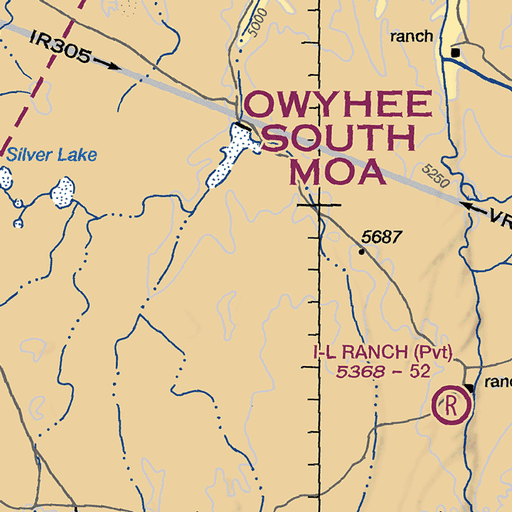 5000
ranch
IR305
OWYHEE
SOUTH
MOA
Silver Lake
5250
VR
5687
I-L RANCH (Pvt)
5368 - 52
ranc
R